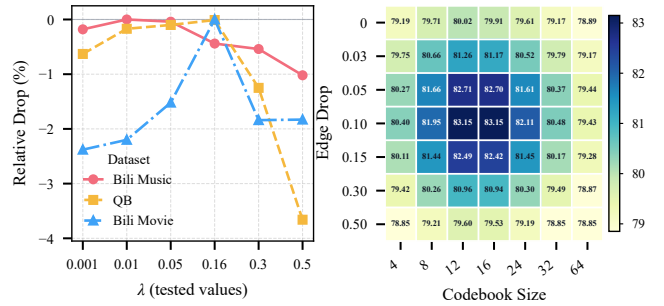 Relative Drop (%)
0
−1
−2
−3
−4
Dataset
Bili Music
QB
Bili Movie
0.001 0.01 0.05 0.16 0.3 0.5
λ (tested values)
Edge Drop
0 79.19 79.71 80.02 79.91 79.61 79.17 78.89
0.03 79.75 80.66 81.26 81.17 80.52 79.79 79.17
0.05 80.27 81.66 82.71 82.70 81.61 80.37 79.44
0.10 80.40 81.95 83.15 83.15 82.11 80.48 79.43
0.15 80.11 81.44 82.49 82.42 81.45 80.17 79.28
0.30 79.42 80.26 80.96 80.94 80.30 79.49 78.87
0.50 78.85 79.21 79.60 79.53 79.19 78.85 78.85
4 8 12 16 24 32 64
Codebook Size
83
82
81
80
79